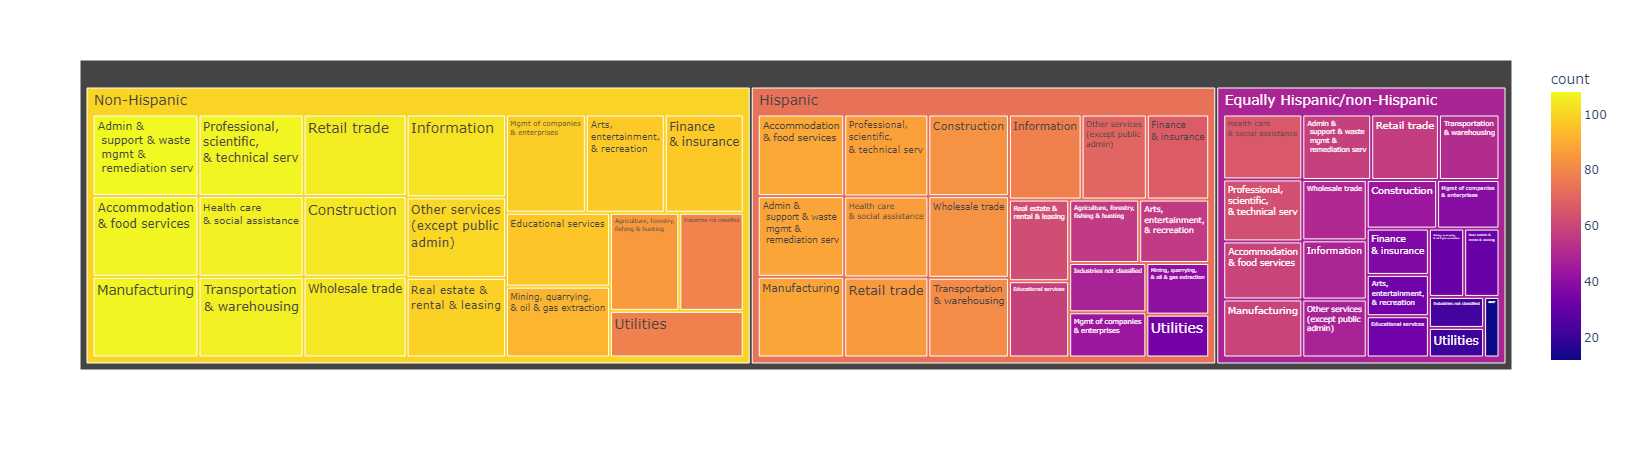 count
Non-Hispanic
Admin &
support & waste
mgmt &
remediation serv
Professional,
scientific,
& technical serv
Retail trade
Information
Mgmt of companies
& enterprises
Arts,
entertainment,
& recreation
Finance
& insurance
Accommodation
& food services
Health care
& social assistance
Construction
Other services
(except public
admin)
Educational services
Agriculture, forestry,
fishing & hunting
Industries not classified
Manufacturing
Transportation
& warehousing
Wholesale trade
Real estate &
rental & leasing
Mining, quarrying,
& oil & gas extraction
Utilities
Hispanic
Accommodation
& food services
Professional,
scientific,
& technical serv
Construction
Information
Other services
(except public
admin)
Finance
& insurance
Admin &
support & waste
mgmt &
remediation serv
Health care
& social assistance
Wholesale trade
Real estate &
rental & leasing
Agriculture, forestry,
fishing & hunting
Arts,
entertainment,
& recreation
Industries not classified
Mining, quarrying,
& oil & gas extraction
Manufacturing
Retail trade
Transportation
& warehousing
Educational services
Mgmt of companies
& enterprises
Utilities
Equally Hispanic/non-Hispanic
Health care
& social assistance
Admin &
support & waste
mgmt &
remediation serv
Retail trade
Transportation
& warehousing
Professional,
scientific,
& technical serv
Wholesale trade
Construction
Mgmt of companies
& enterprises
Accommodation
& food services
Information
Finance
& insurance
Mining, quarrying,
& oil & gas extraction
Real estate &
rental & leasing
Arts,
entertainment,
& recreation
Manufacturing
Other services
(except public
admin)
Educational services
Industries not classified
Utilities
100
80
60
40
20